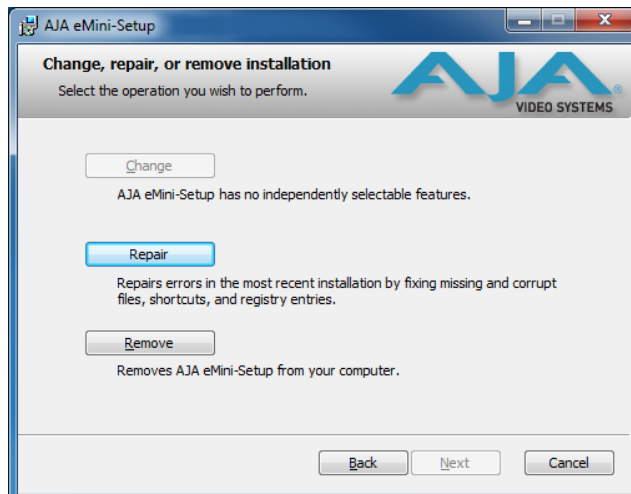 AJA eMini-Setup
Change, repair, or remove installation
Select the operation you wish to perform.
AJA®
VIDEO SYSTEMS
Change
AJA eMini-Setup has no independently selectable features.
Repair
Repairs errors in the most recent installation by fixing missing and corrupt
files, shortcuts, and registry entries.
Remove
Removes AJA eMini-Setup from your computer.
Back
Next
Cancel